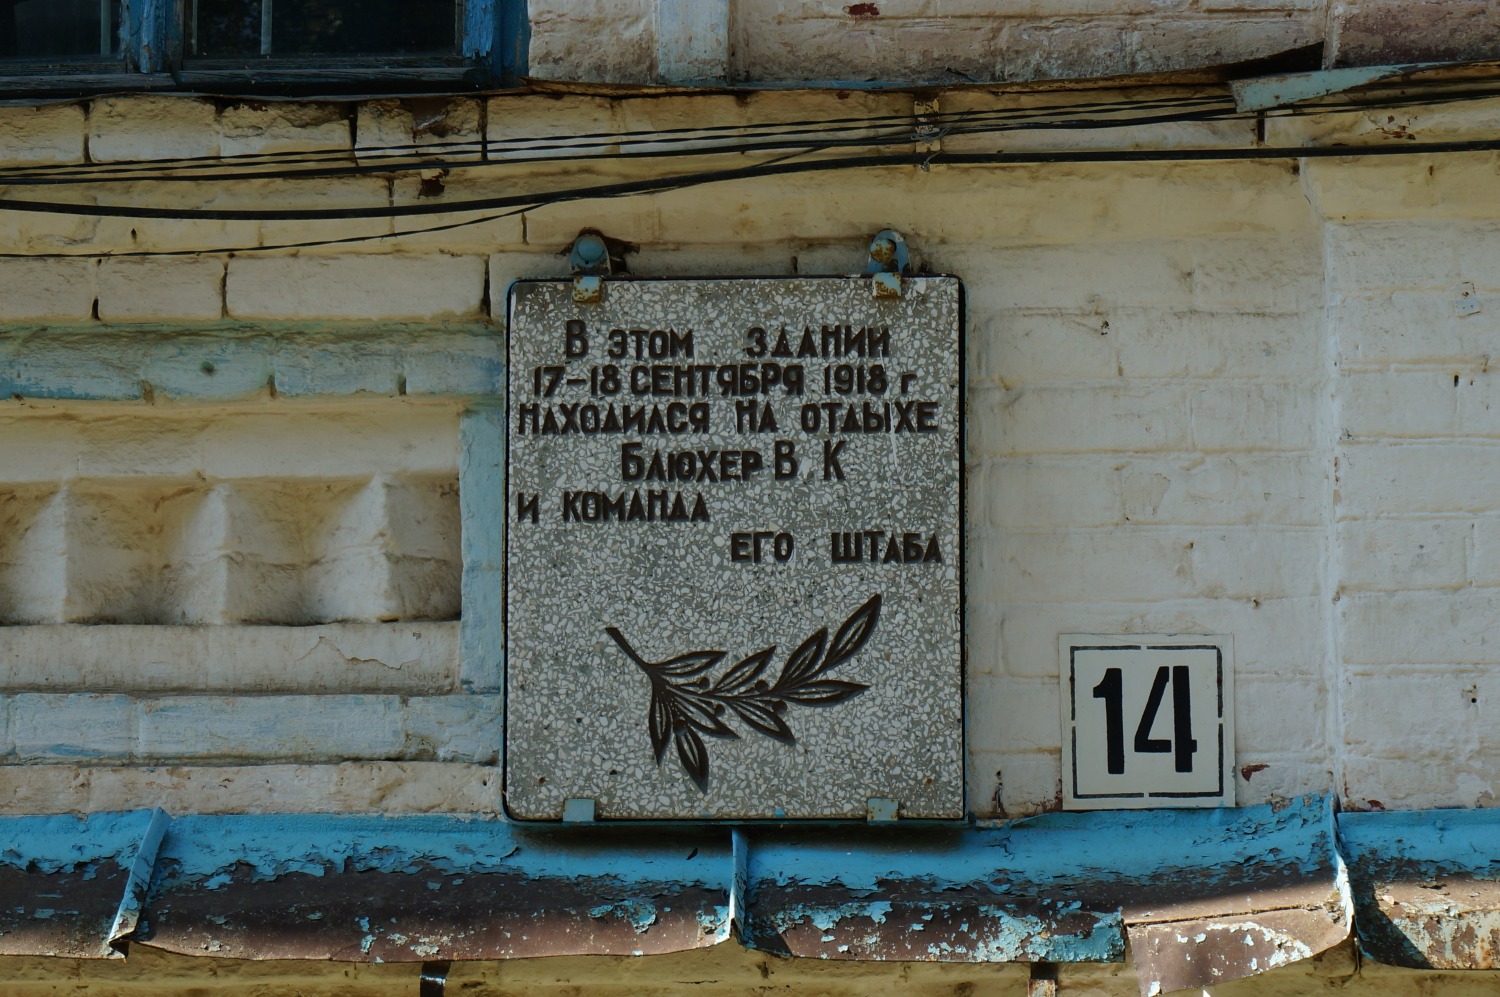 В ЭТОМ ЗДАНИИ
17-18 СЕНТЯБРЯ 1918 г.
НАХОДИЛСЯ НА ОТДЫХЕ
БЛЮХЕР В. К
И КОМАНДА
ЕГО ШТАБА
14